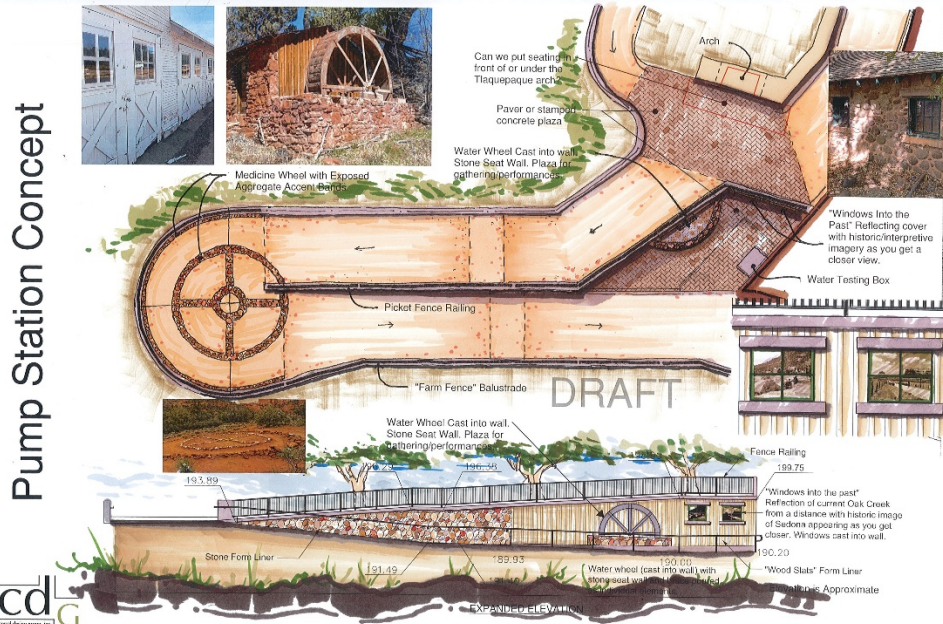 Pump Station Concept
Arch
Can we put seating in
front of or under the
Tlaquepaque arch?
Paver or stamped
concrete plaza
Water Wheel Cast into wall.
Stone Seat Wall. Plaza for
gathering/performances.
Medicine Wheel with Exposed
Aggregate Accent Bands
"Windows Into the
Past" Reflecting cover
with historic/interpretive
imagery as you get a
closer view.
Water Testing Box
Picket Fence Railing
"Farm Fence" Balustrade
DRAFT
Water Wheel Cast into wall.
Stone Seat Wall. Plaza for
gathering/performances
Fence Railing
193.89
196.29
196.38
199.75
"Windows into the past"
Reflection of current Oak Creek
from a distance with historic image
of Sedona appearing as you get
closer. Windows cast into wall.
Stone Form Liner
191.49
189.93
190.00
190.20
Water wheel (cast into wall) with
stone seat wall and
"Wood Slats" Form Liner
Elevation is Approximate
EXPANDED ELEVATION
cd
G